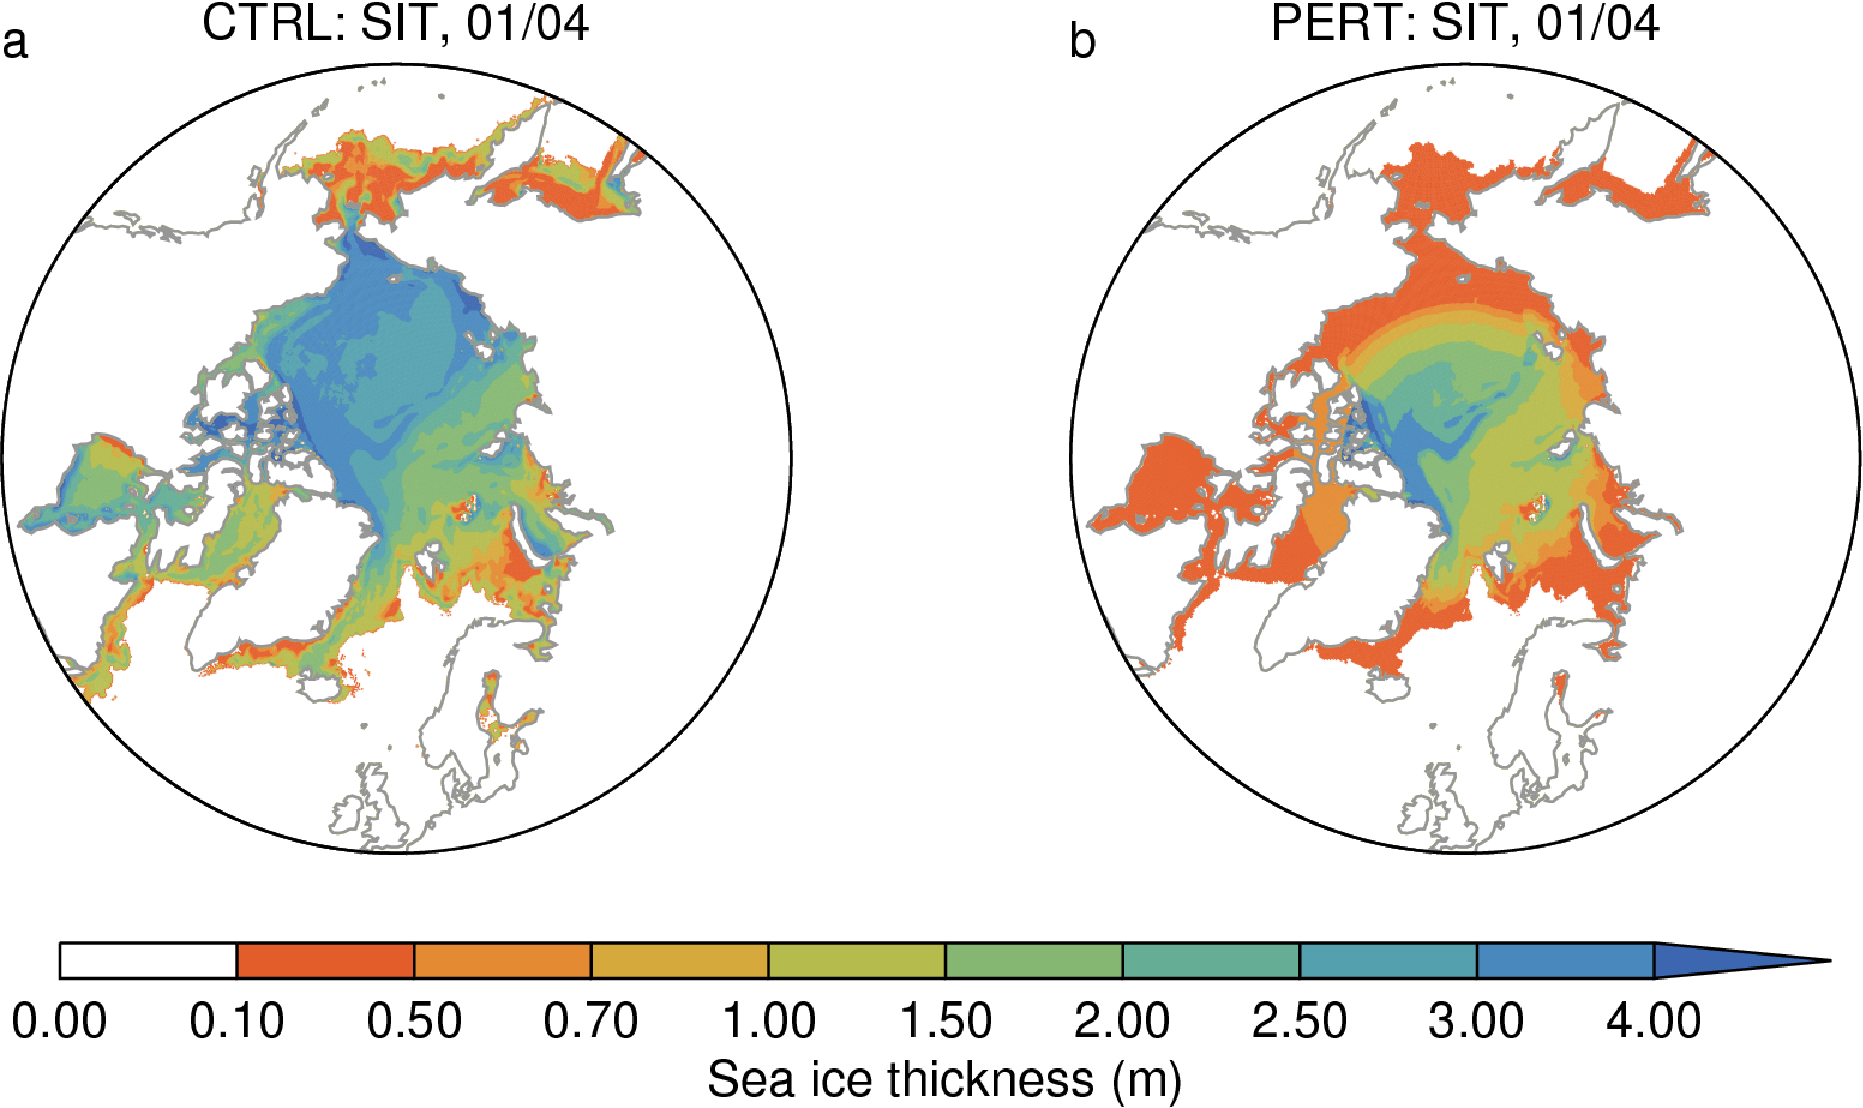 a
CTRL: SIT, 01/04
b
PERT: SIT, 01/04
0.00 0.10 0.50 0.70 1.00 1.50 2.00 2.50 3.00 4.00
Sea ice thickness (m)